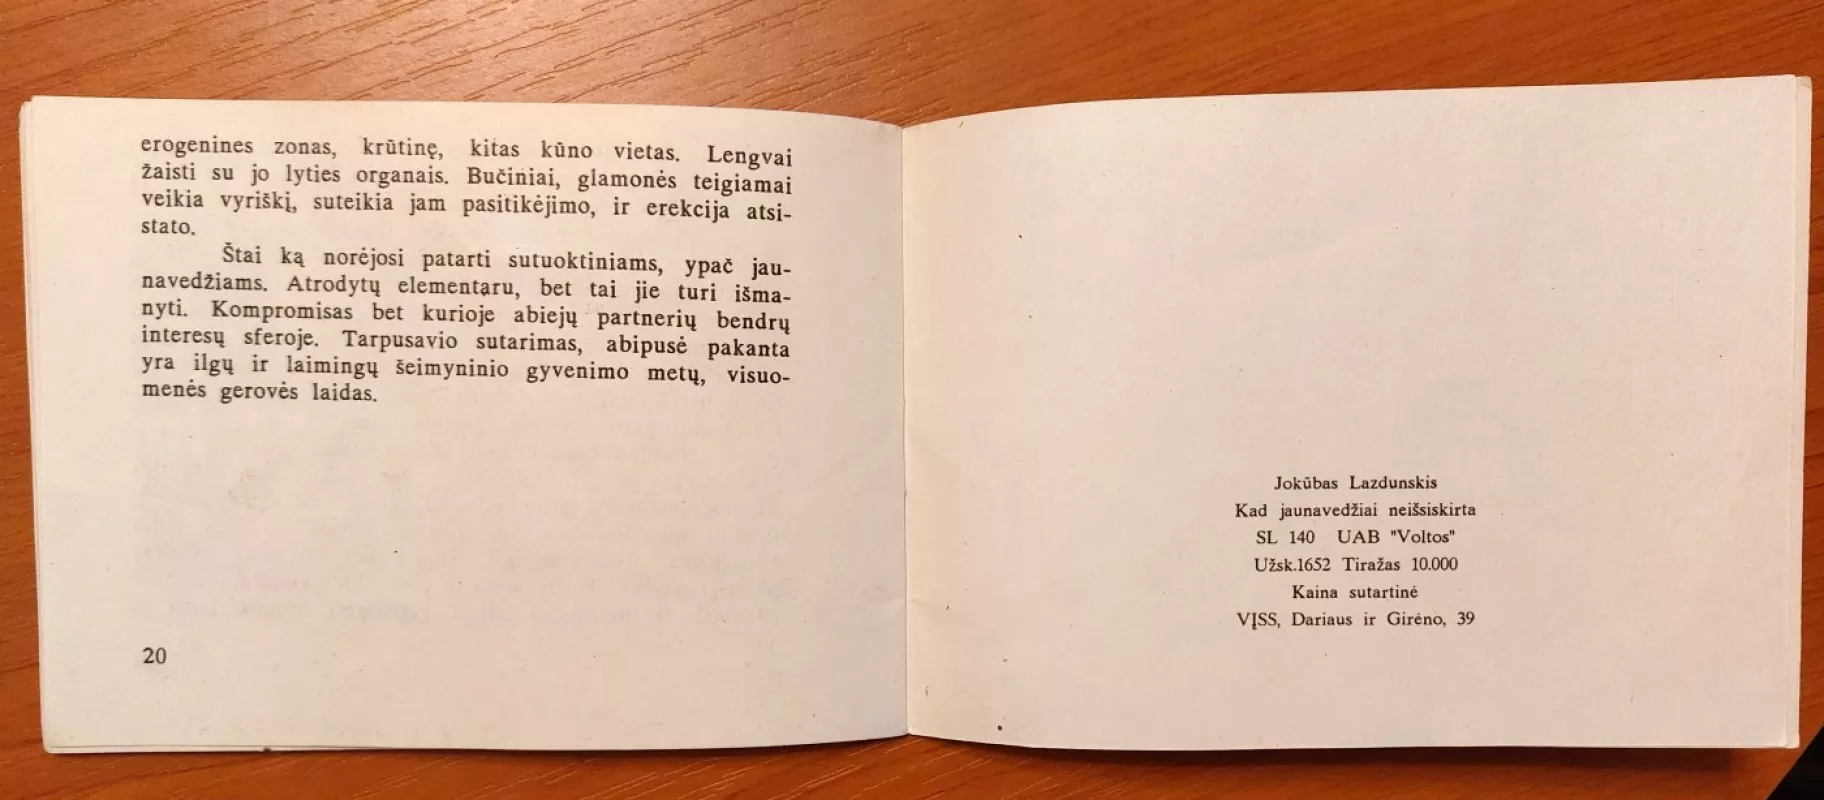 erogenines zonas, krūtinę, kitas kūno vietas. Lengvai
žaisti su jo lyties organais. Bučiniai, glamonės teigiamai
veikia vyriškį, suteikia jam pasitikėjimo, ir erekcija atsi-
stato.
Štai ką norėjosi patarti sutuoktiniams, ypač jau-
navedžiams. Atrodytų elementaru, bet tai jie turi išma-
nyti. Kompromisas bet kurioje abiejų partnerių bendrų
interesų sferoje. Tarpusavio sutarimas, abipusė pakanta
yra ilgų ir laimingų šeimyninio gyvenimo metų, visuo-
menės gerovės laidas.
20
Jokūbas Lazdunskis
Kad jaunavedžiai neišsiskirta
SL 140 UAB "Voltos"
Užsk.1652 Tiražas 10.000
Kaina sutartinė
VĮSS, Dariaus ir Girėno, 39